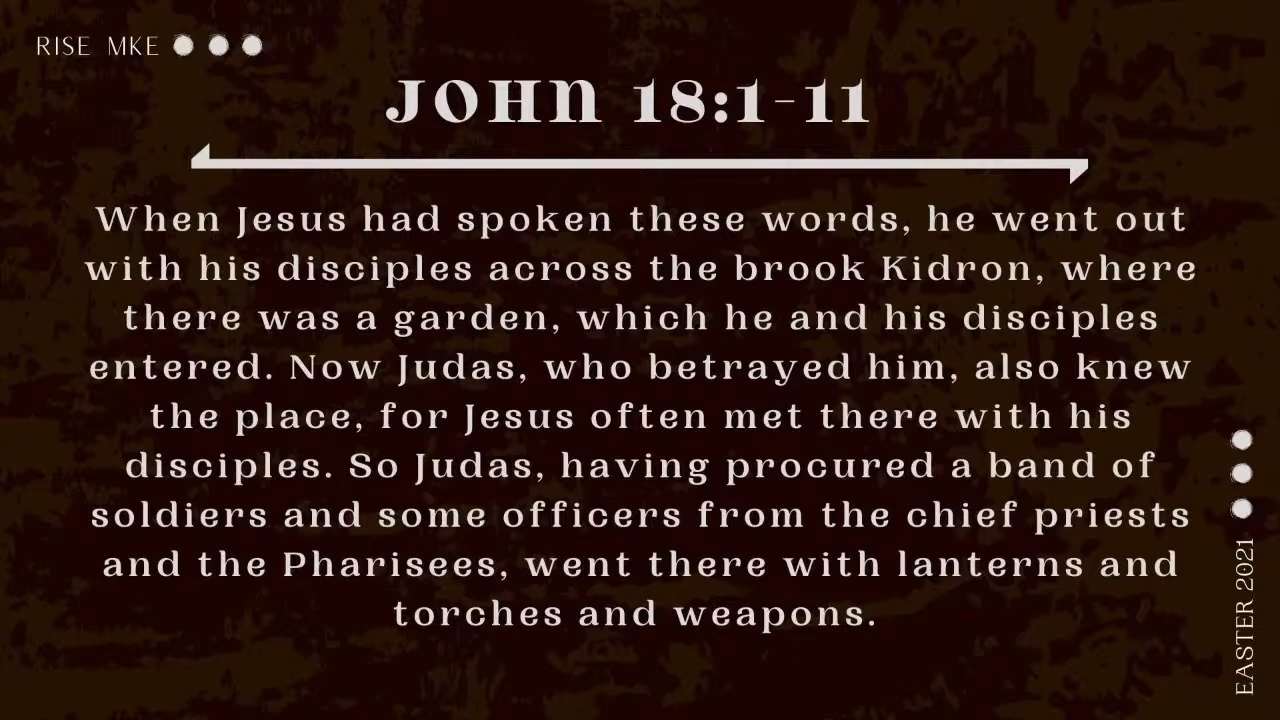 RISE MKE
JOHN 18:1-11
When Jesus had spoken these words, he went out
with his disciples across the brook Kidron, where
there was a garden, which he and his disciples
entered. Now Judas, who betrayed him, also knew
the place, for Jesus often met there with his
disciples. So Judas, having procured a band of
soldiers and some officers from the chief priests
and the Pharisees, went there with lanterns and
torches and weapons.
EASTER 2021